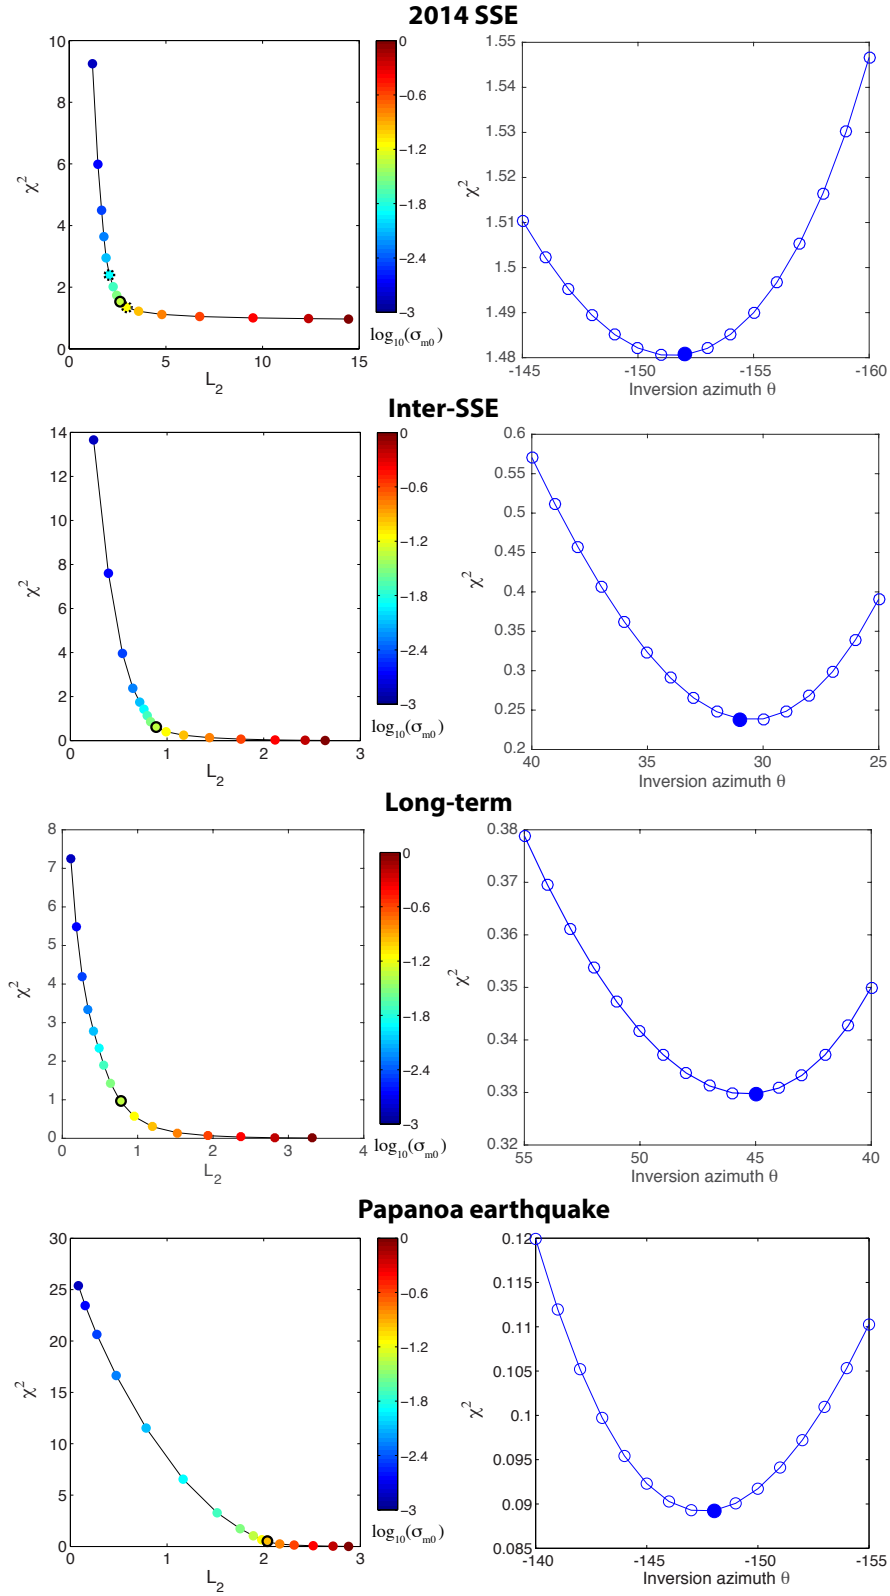 2014 SSE
10
8
6
4
2
0
χ²
0 5 10 15
L₂
0
−0.6
−1.2
−1.8
−2.4
−3
log₁₀(σₘ₀)
1.55
1.54
1.53
1.52
1.51
1.5
1.49
1.48
χ²
-145 -150 -155 -160
Inversion azimuth θ
Inter-SSE
14
12
10
8
6
4
2
0
χ²
0 1 2 3
L₂
0
−0.6
−1.2
−1.8
−2.4
−3
log₁₀(σₘ₀)
0.6
0.55
0.5
0.45
0.4
0.35
0.3
0.25
0.2
χ²
40 35 30 25
Inversion azimuth θ
Long-term
8
7
6
5
4
3
2
1
0
χ²
0 1 2 3 4
L₂
0
−0.6
−1.2
−1.8
−2.4
−3
log₁₀(σₘ₀)
0.38
0.37
0.36
0.35
0.34
0.33
0.32
χ²
55 50 45 40
Inversion azimuth θ
Papanoa earthquake
30
25
20
15
10
5
0
χ²
0 1 2 3
L₂
0
−0.6
−1.2
−1.8
−2.4
−3
log₁₀(σₘ₀)
0.12
0.115
0.11
0.105
0.1
0.095
0.09
0.085
χ²
-140 -145 -150 -155
Inversion azimuth θ